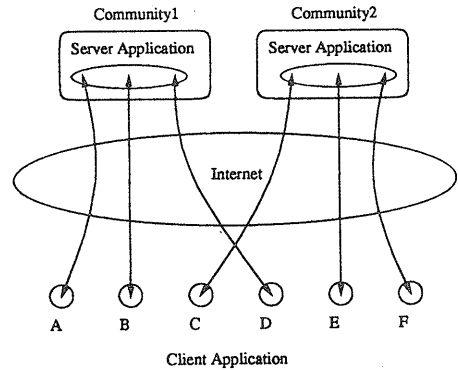 Community1
Community2
Server Application
Server Application
Internet
A
B
C
D
E
F
Client Application